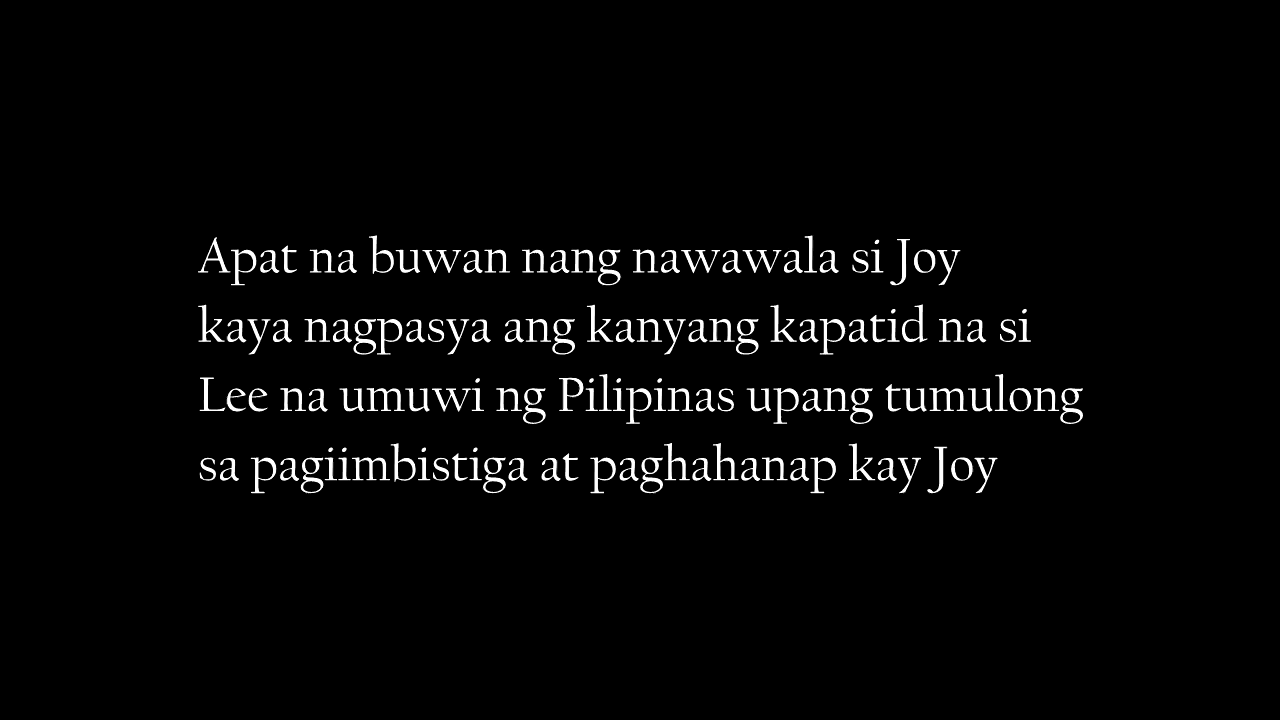 Apat na buwan nang nawawala si Joy
kaya nagpasya ang kanyang kapatid na si
Lee na umuwi ng Pilipinas upang tumulong
sa pagiimbistiga at paghahanap kay Joy